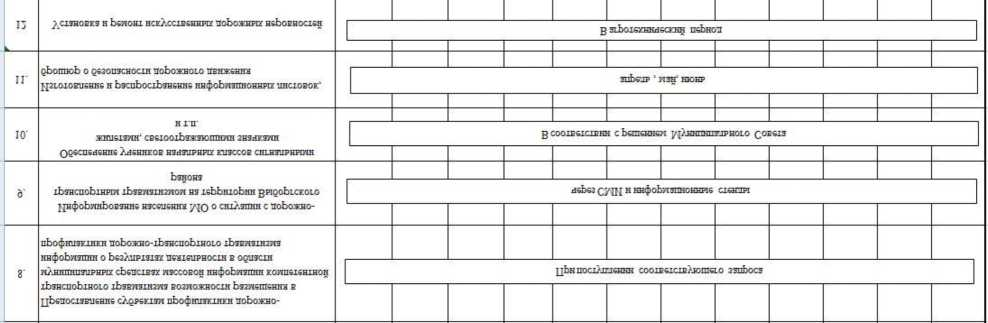 8.
Предоставление субъектам профилактики дорожно-
транспортного травматизма возможности размещения в
муниципальных средствах массовой информации компетентной
информации о результатах деятельности в области
профилактики дорожно-транспортного травматизма
При поступлении соответствующего запроса
9.
Информирование населения МО о ситуации с дорожно-
транспортным травматизмом на территории Выборгского
района
через СМИ и информационные стенды
10.
Обеспечение учеников начальных классов сигнальными
жилетами, светоотражающими значками
и т.п.
В соответствии с решением Муниципального Совета
11.
Изготовление и распространение информационных листовок,
брошюр о безопасности дорожного движения
апрель , май, июнь
12
Установка и ремонт искусственных дорожных неровностей
В агротехнический период